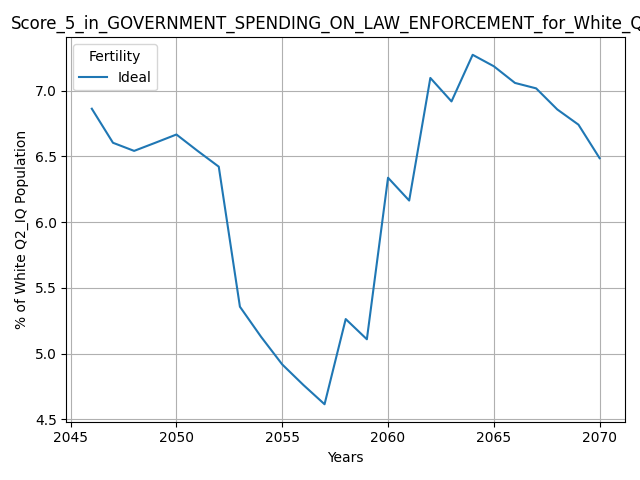 Score_5_in_GOVERNMENT_SPENDING_ON_LAW_ENFORCEMENT_for_White_Q
Fertility
Ideal
7.0
6.5
6.0
5.5
5.0
4.5
% of White Q2_IQ Population
2045 2050 2055 2060 2065 2070
Years